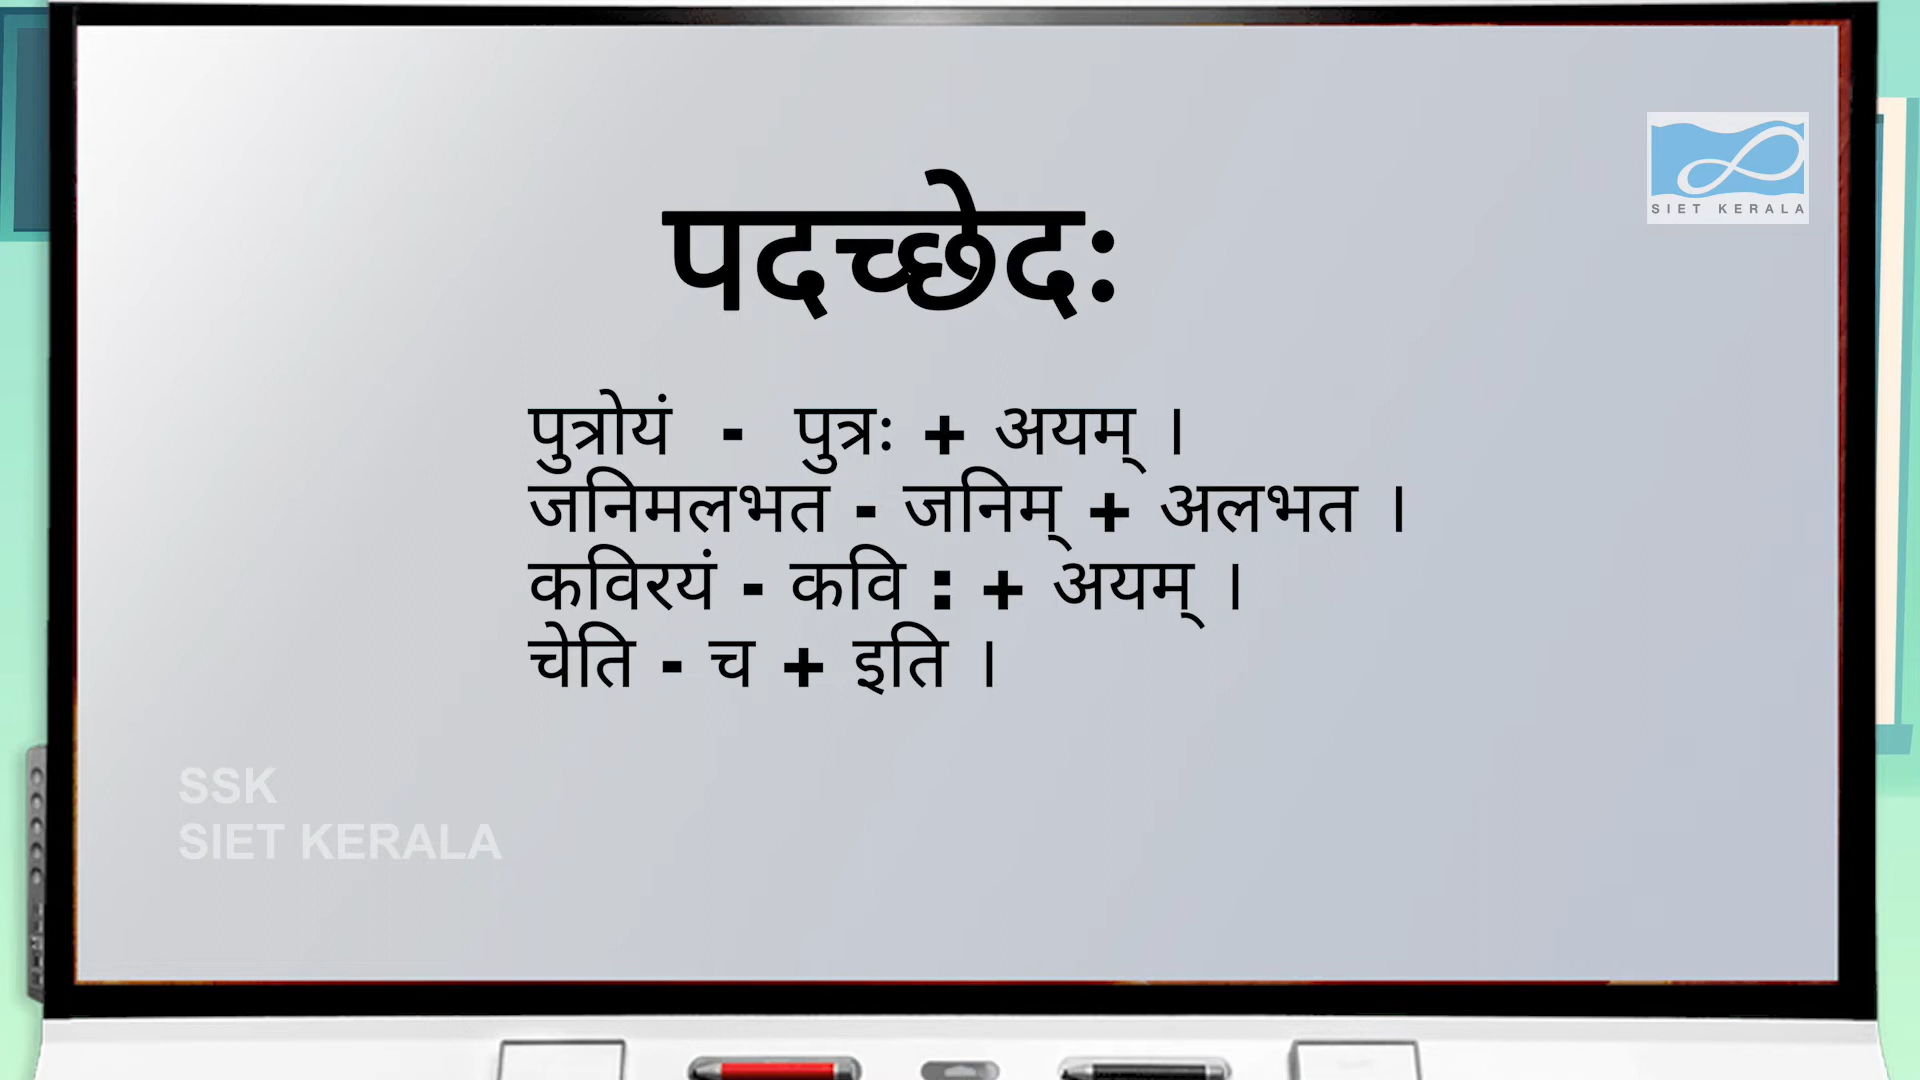 पदच्छेदः
SIET KERALA
पुत्रोयं - पुत्रः + अयम् ।
जनिमलभत - जनिम् + अलभत ।
कविरयं - कवि : + अयम् ।
चेति - च + इति ।
SSK
SIET KERALA